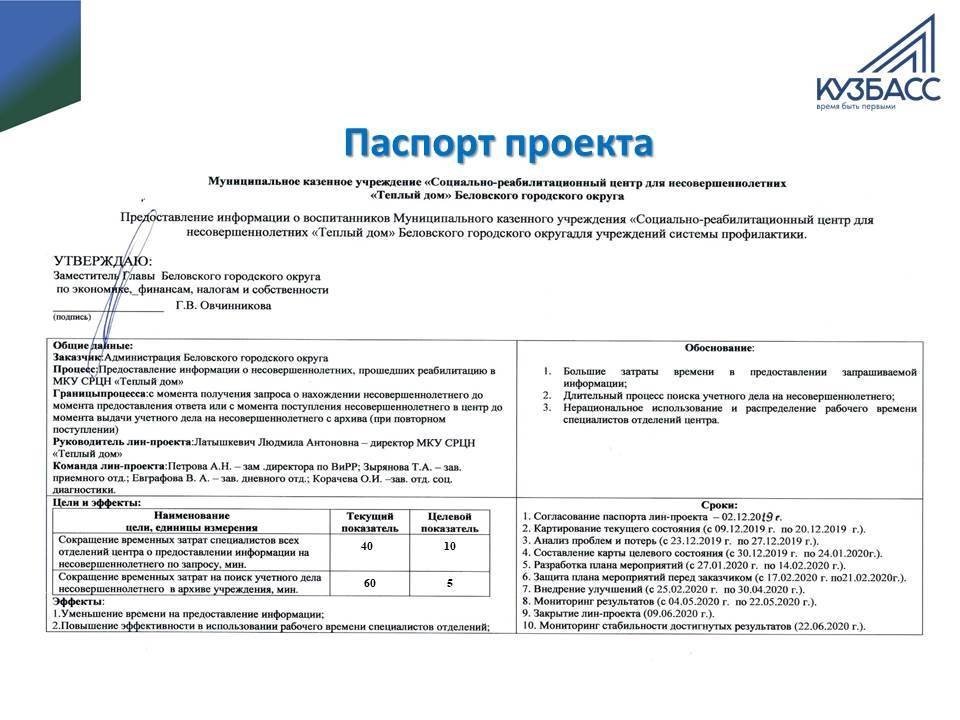 КУЗБАСС
время быть первыми
Паспорт проекта
Муниципальное казенное учреждение «Социально-реабилитационный центр для несовершеннолетних
«Теплый дом» Беловского городского округа
Предоставление информации о воспитанников Муниципального казенного учреждения «Социально-реабилитационный центр для
несовершеннолетних «Теплый дом» Беловского городского округадля учреждений системы профилактики.
УТВЕРЖДАЮ:
Заместитель Главы Беловского городского округа
по экономике, финансам, налогам и собственности
Г.В. Овчинникова
(подпись)
Общие данные:
Заказчик:Администрация Беловского городского округа
Процесс:Предоставление информации о несовершеннолетних, прошедших реабилитацию в
МКУ СРЦН «Теплый дом»
Границыпроцесса:с момента получения запроса о нахождении несовершеннолетнего до
момента предоставления ответа или с момента поступления несовершеннолетнего в центр до
момента выдачи учетного дела на несовершеннолетнего с архива (при повторном
поступлении)
Руководитель лин-проекта:Латышкевич Людмила Антоновна – директор МКУ СРЦН
«Теплый дом»
Команда лин-проекта:Петрова А.Н. – зам .директора по ВиРР; Зырянова Т.А. – зав.
приемного отд.; Евграфова В. А. – зав. дневного отд.; Корачева О.И. –зав. отд. соц.
диагностики.
Обоснование:
1. Большие затраты времени в предоставлении запрашиваемой
информации;
2. Длительный процесс поиска учетного дела на несовершеннолетнего;
3. Нерациональное использование и распределение рабочего времени
специалистов отделений центра.
Цели и эффекты:
Наименование
цели, единицы измерения
Текущий
показатель
Целевой
показатель
Сокращение временных затрат специалистов всех
отделений центра о предоставлении информации на
несовершеннолетнего по запросу, мин.
40
10
Сокращение временных затрат на поиск учетного дела
несовершеннолетнего в архиве учреждения, мин.
60
5
Эффекты:
1.Уменьшение времени на предоставление информации;
2.Повышение эффективности в использовании рабочего времени специалистов отделений;
Сроки:
1. Согласование паспорта лин-проекта – 02.12.2019 г.
2. Картирование текущего состояния (с 09.12.2019 г. по 20.12.2019 г.).
3. Анализ проблем и потерь (с 23.12.2019 г. по 27.12.2019 г.).
4. Составление карты целевого состояния (с 30.12.2019 г. по 24.01.2020г.).
5. Разработка плана мероприятий (с 27.01.2020 г. по 14.02.2020 г.).
6. Защита плана мероприятий перед заказчиком (с 17.02.2020 г. по21.02.2020г.).
7. Внедрение улучшений (с 25.02.2020 г. по 30.04.2020 г.).
8. Мониторинг результатов (с 04.05.2020 г. по 22.05.2020 г.).
9. Закрытие лин-проекта (09.06.2020 г.).
10. Мониторинг стабильности достигнутых результатов (22.06.2020 г.).